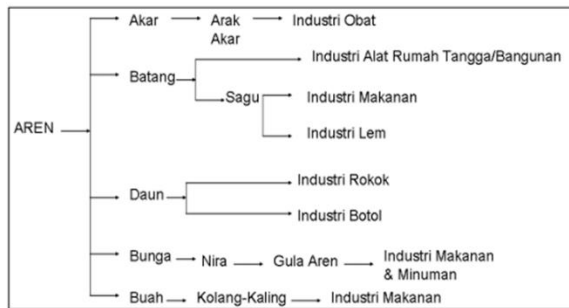 Akar Arak Akar Industri Obat
Batang Industri Alat Rumah Tangga/Bangunan
Sagu Industri Makanan
Industri Lem
AREN
Daun Industri Rokok
Industri Botol
Bunga Nira Gula Aren Industri Makanan & Minuman
Buah Kolang-Kaling Industri Makanan